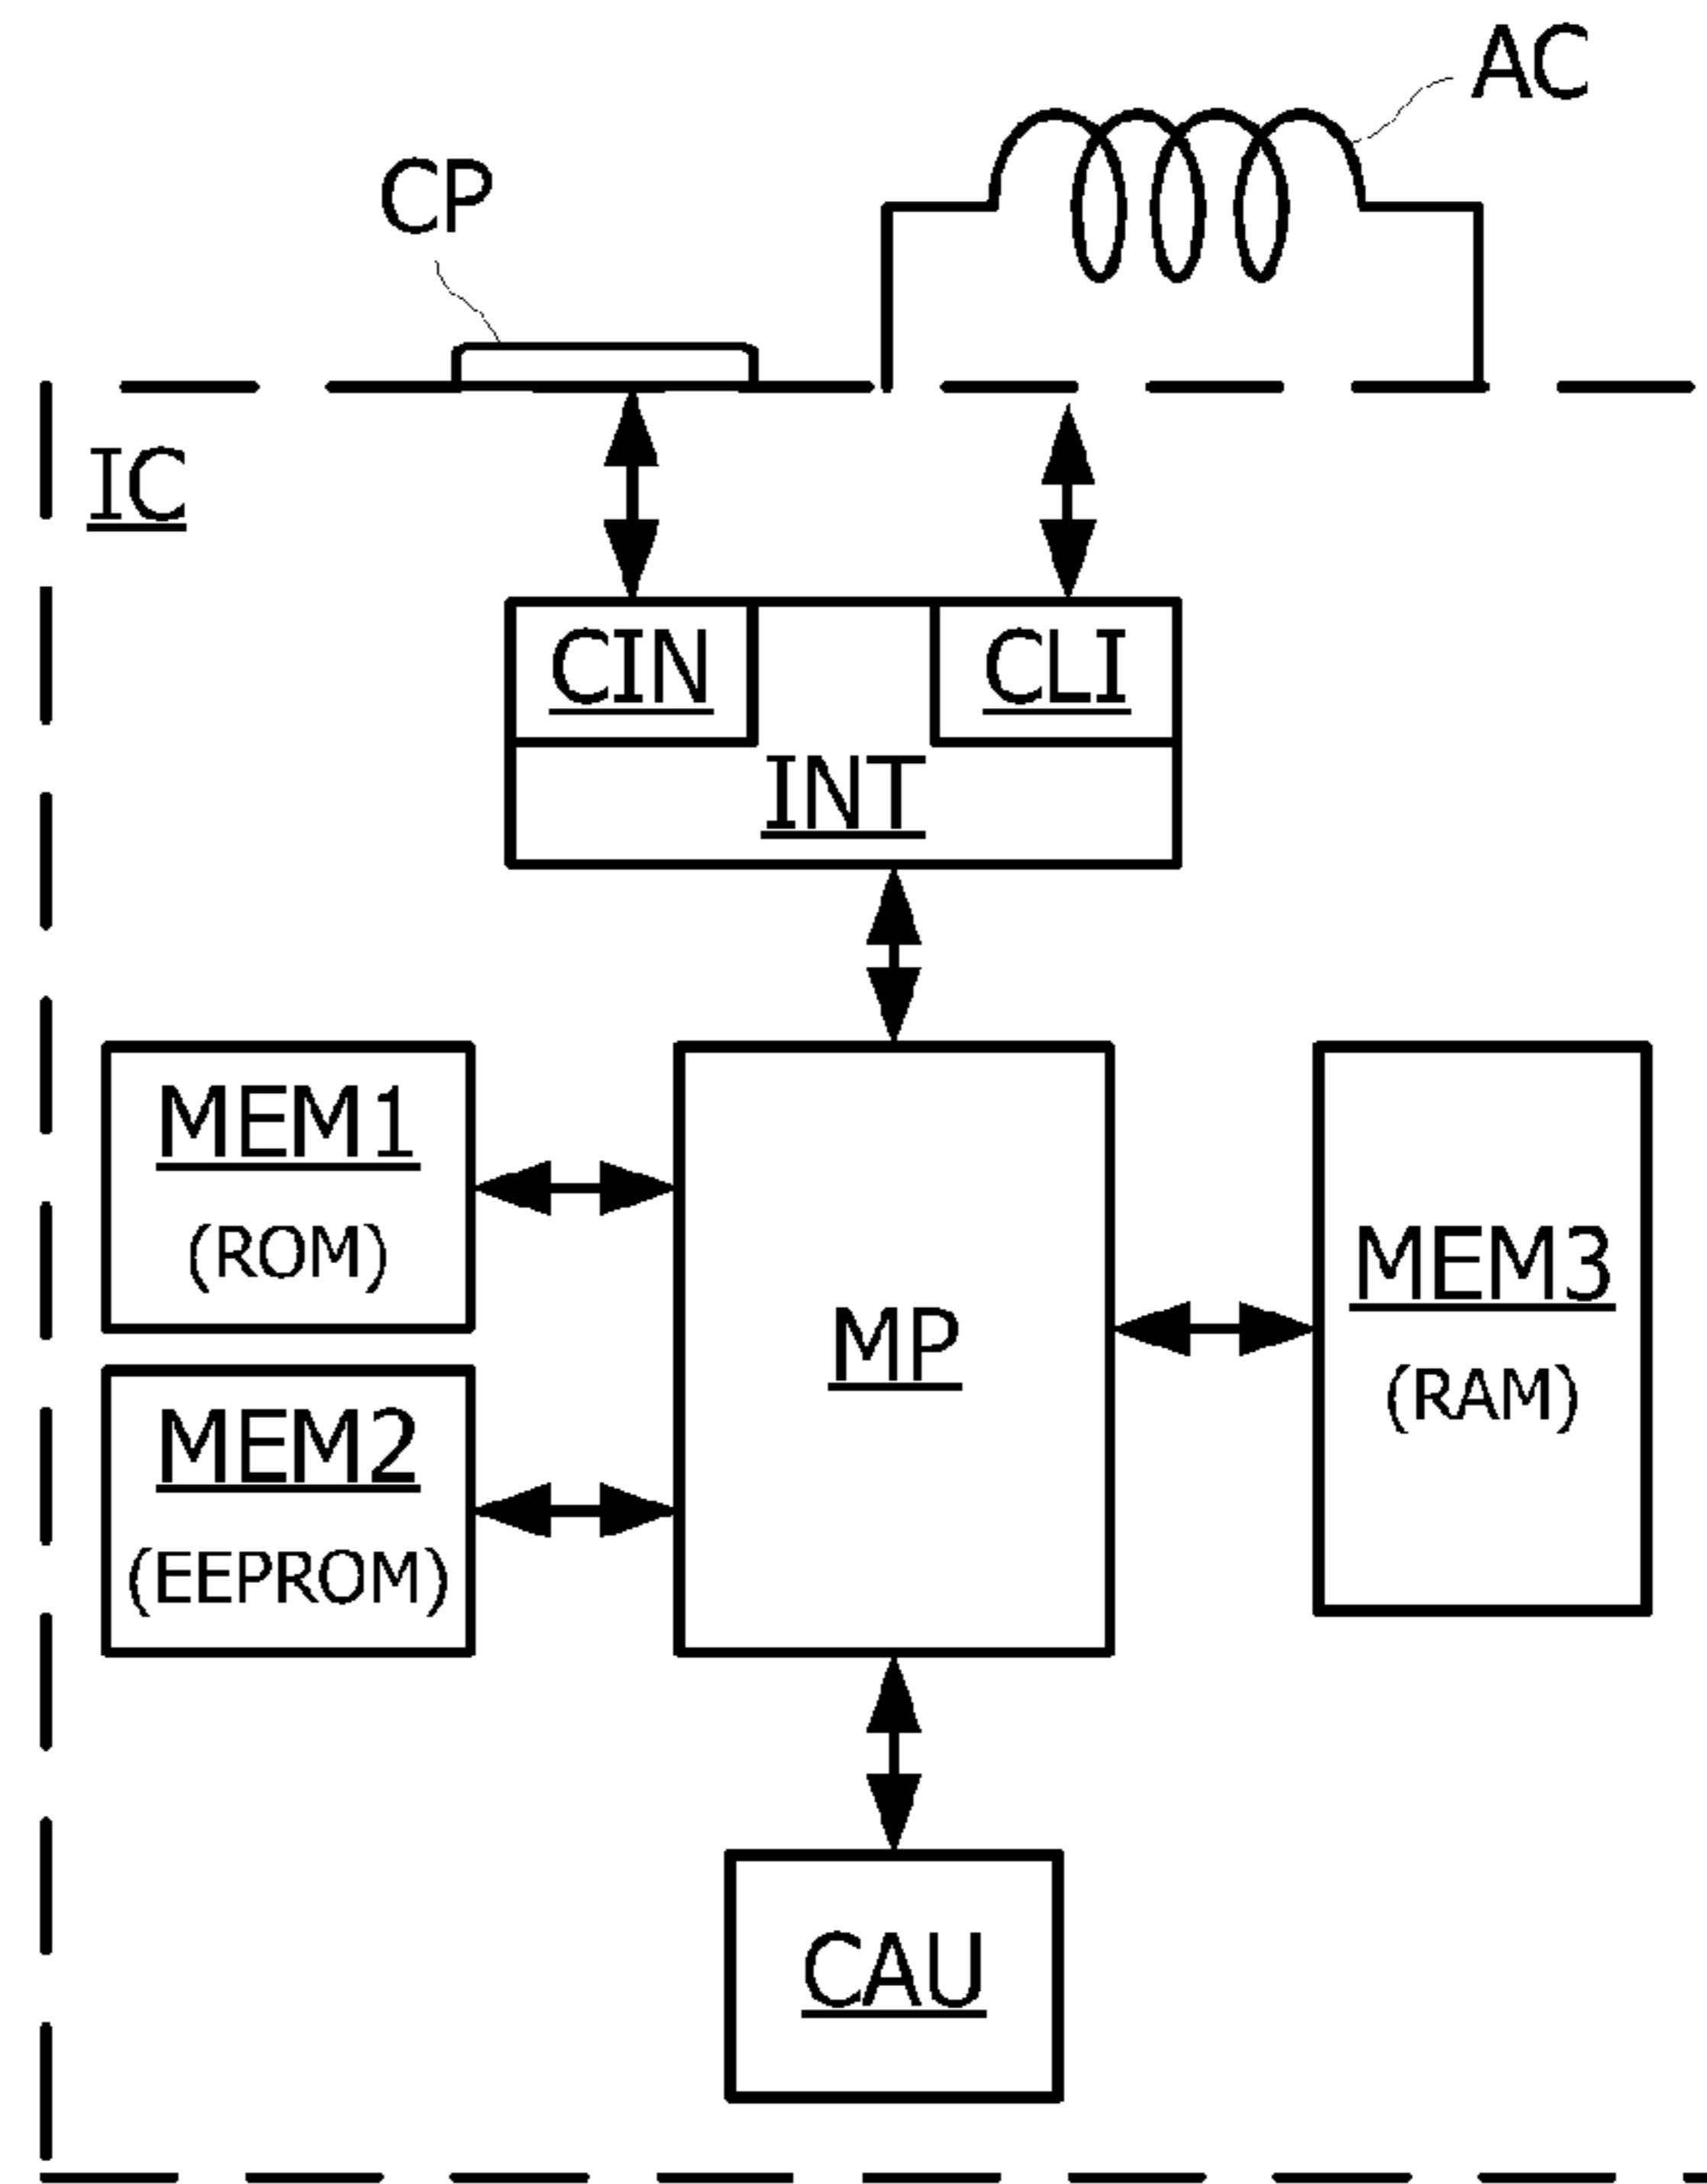 AC
CP
IC
CIN
CLI
INT
MEM1
(ROM)
MEM2
(EEPROM)
MP
MEM3
(RAM)
CAU